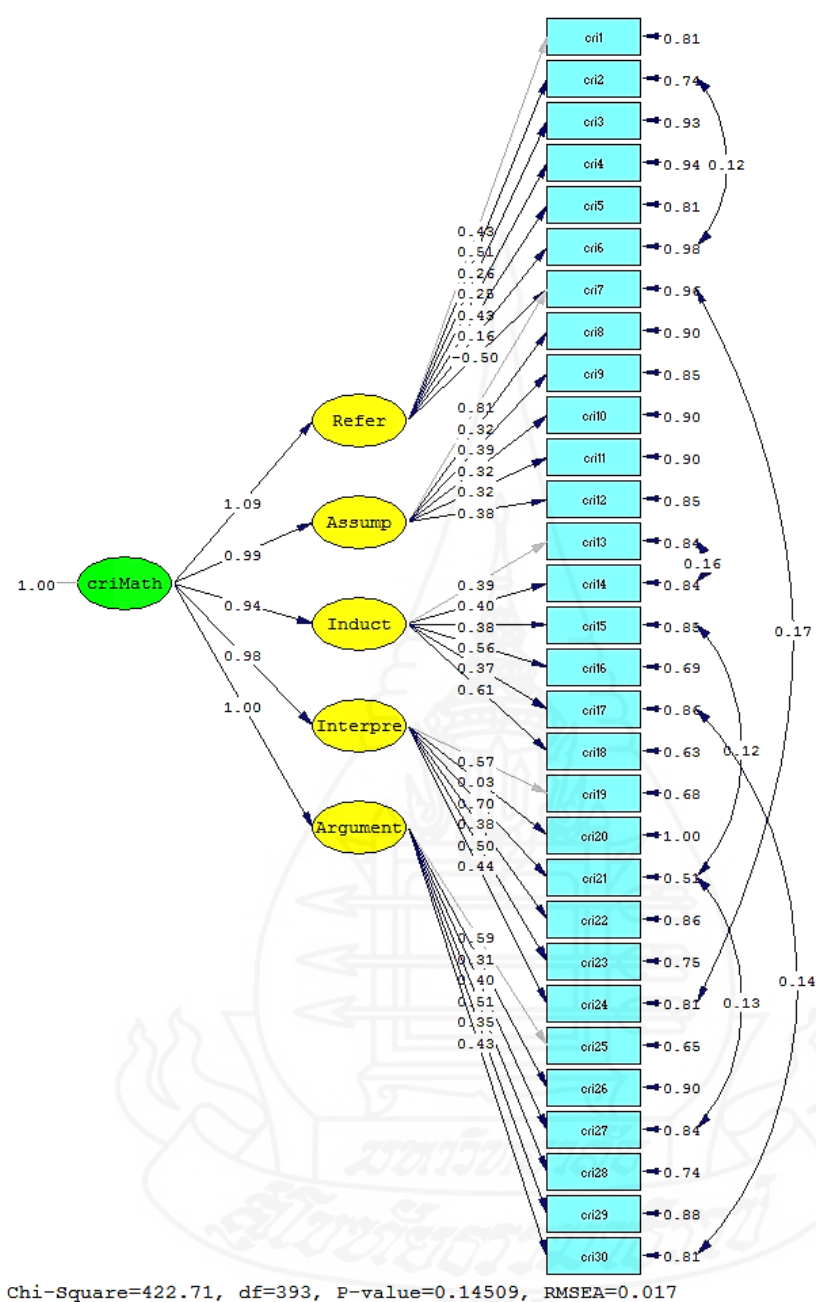 cri1 0.81
cri2 0.74
cri3 0.93
cri4 0.94 0.12
cri5 0.81
0.43
cri6 0.98
0.51
0.26
cri7 0.96
0.25
0.43
cri8 0.90
0.16
-0.50
cri9 0.85
0.81
cri10 0.90
Refer
0.32
0.39
cri11 0.90
0.32
0.32
cri12 0.85
1.09
0.38
Assump
cri13 0.84
0.99
0.16
1.00 criMath
0.39
cri14 0.84
0.40
0.94
Induct
0.38
cri15 0.85
0.17
0.56
0.98
0.37
cri16 0.69
0.61
1.00
cri17 0.86
Interpre
cri18 0.63
0.12
0.57
0.03
cri19 0.68
0.70
0.38
Argument
cri20 1.00
0.50
0.44
cri21 0.51
cri22 0.86
0.59
0.31
cri23 0.75
0.40
0.14
0.51
cri24 0.81
0.13
0.35
0.43
cri25 0.65
cri26 0.90
cri27 0.84
cri28 0.74
cri29 0.88
cri30 0.81
Chi-Square=422.71, df=393, P-value=0.14509, RMSEA=0.017